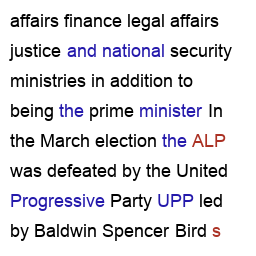 affairs finance legal affairs
justice and national security
ministries in addition to
being the prime minister In
the March election the ALP
was defeated by the United
Progressive Party UPP led
by Baldwin Spencer Bird s